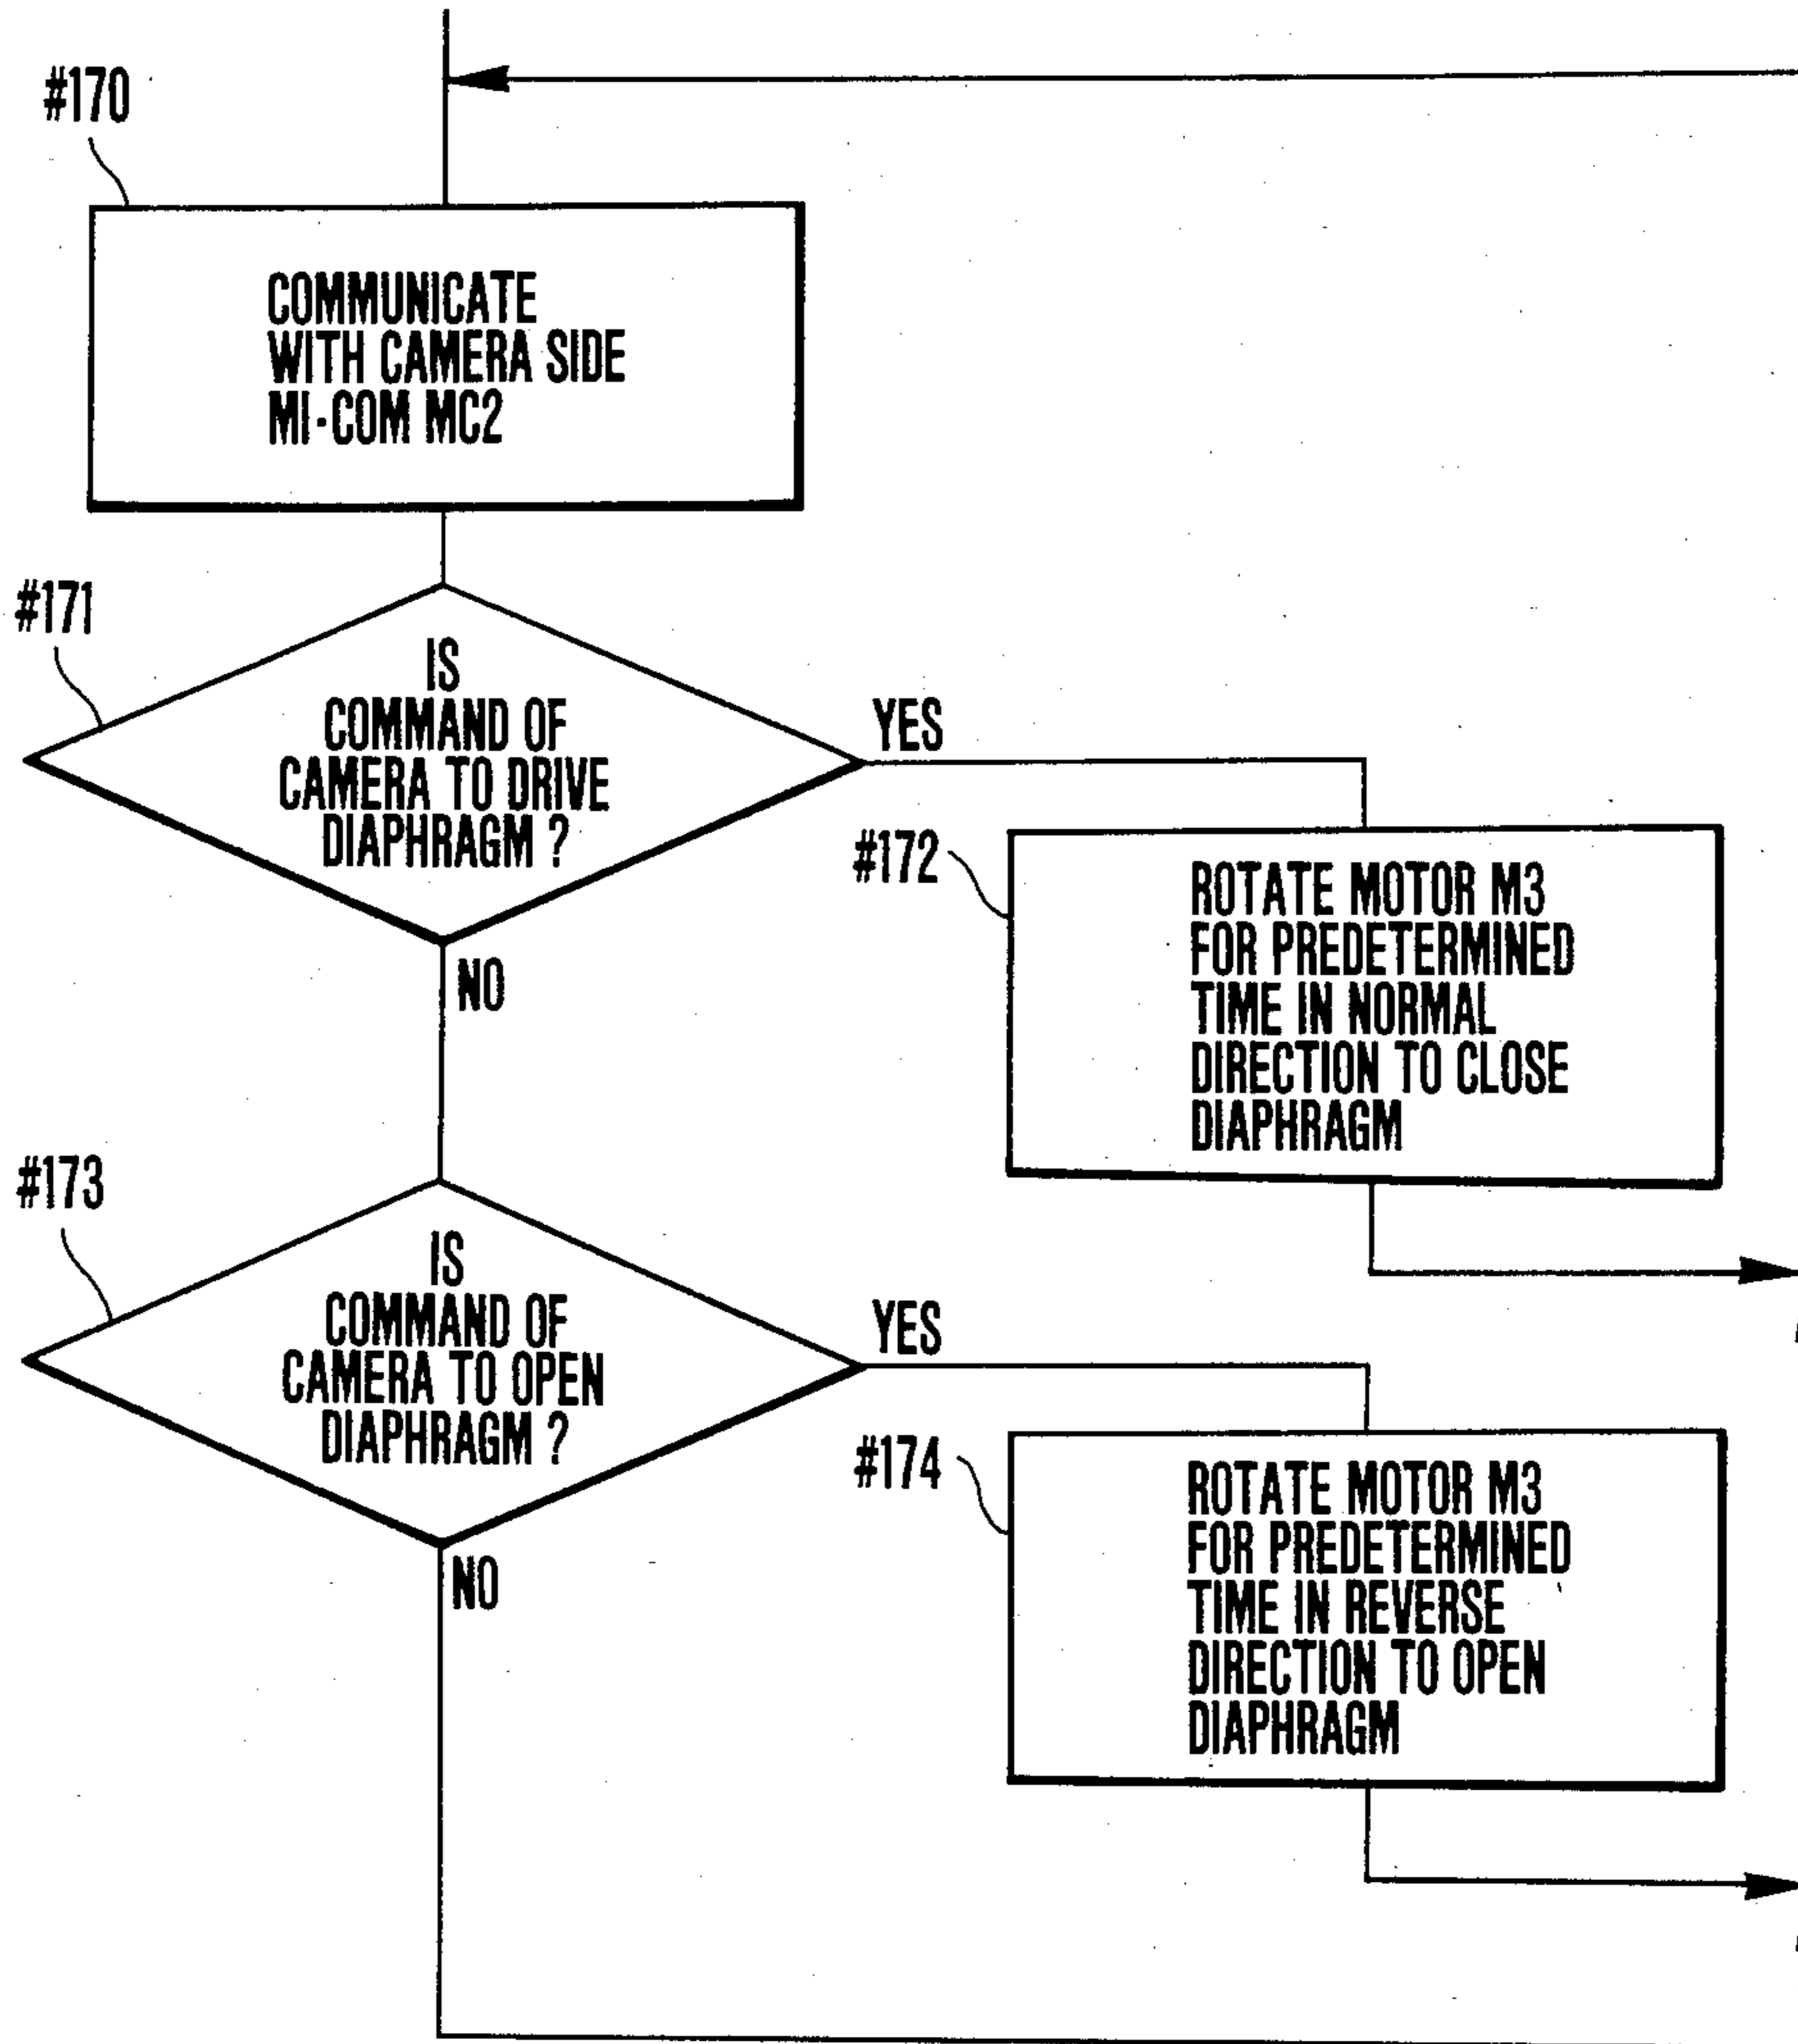 #170
COMMUNICATE
WITH CAMERA SIDE
MI-COM MC2
#171
IS
COMMAND OF
CAMERA TO DRIVE
DIAPHRAGM ?
YES
NO
#172
ROTATE MOTOR M3
FOR PREDETERMINED
TIME IN NORMAL
DIRECTION TO CLOSE
DIAPHRAGM
#173
IS
COMMAND OF
CAMERA TO OPEN
DIAPHRAGM ?
YES
NO
#174
ROTATE MOTOR M3
FOR PREDETERMINED
TIME IN REVERSE
DIRECTION TO OPEN
DIAPHRAGM